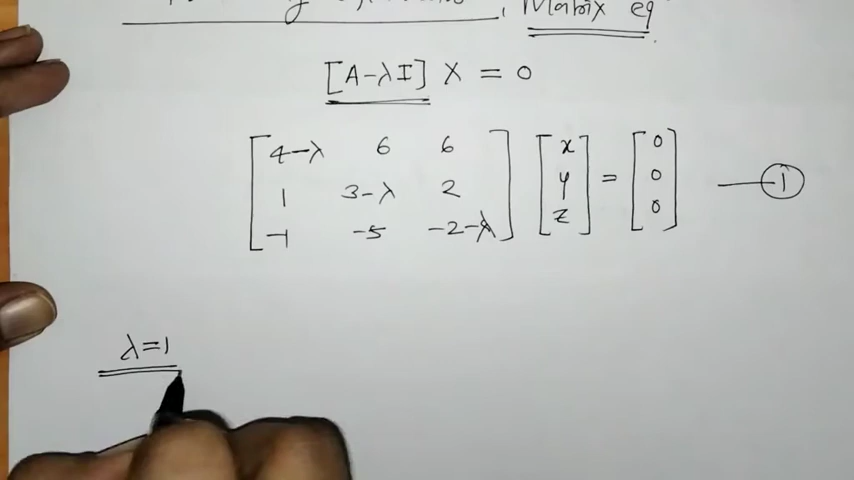 , Matrix eq
[A-λI] X = 0
[4-λ 6 6] [x] = [0]
[1 3-λ 2] [y] = [0] — ①
[-1 -5 -2-λ] [z] = [0]
λ=1